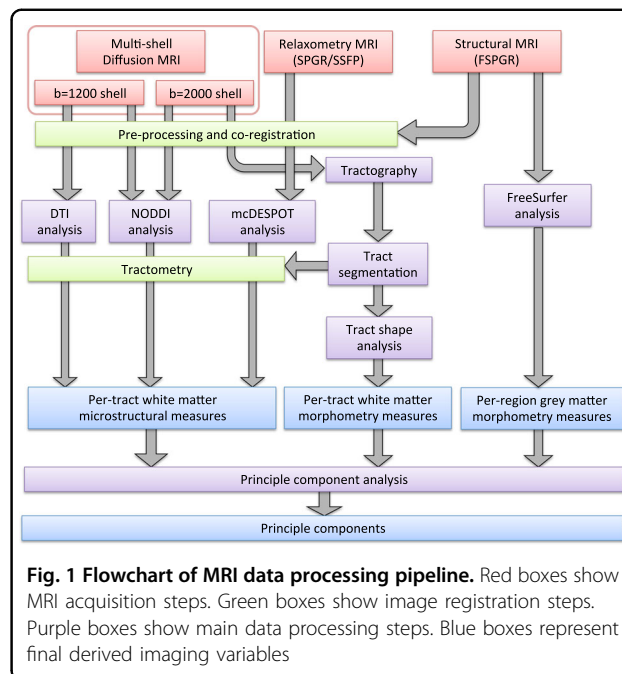 Multi-shell
Diffusion MRI
Relaxometry MRI
(SPGR/SSFP)
Structural MRI
(FSPGR)
b=1200 shell
b=2000 shell
Pre-processing and co-registration
Tractography
DTI
analysis
NODDI
analysis
mcDESPOT
analysis
FreeSurfer
analysis
Tractometry
Tract
segmentation
Tract shape
analysis
Per-tract white matter
microstructural measures
Per-tract white matter
morphometry measures
Per-region grey matter
morphometry measures
Principle component analysis
Principle components
Fig. 1 Flowchart of MRI data processing pipeline. Red boxes show
MRI acquisition steps. Green boxes show image registration steps.
Purple boxes show main data processing steps. Blue boxes represent
final derived imaging variables